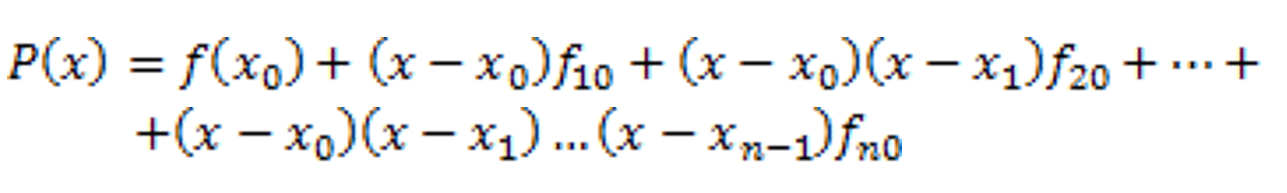 P(x) = f(x₀) + (x − x₀)f₁₀ + (x − x₀)(x − x₁)f₂₀ + ⋯ +
+(x − x₀)(x − x₁) … (x − xₙ₋₁)fₙ₀